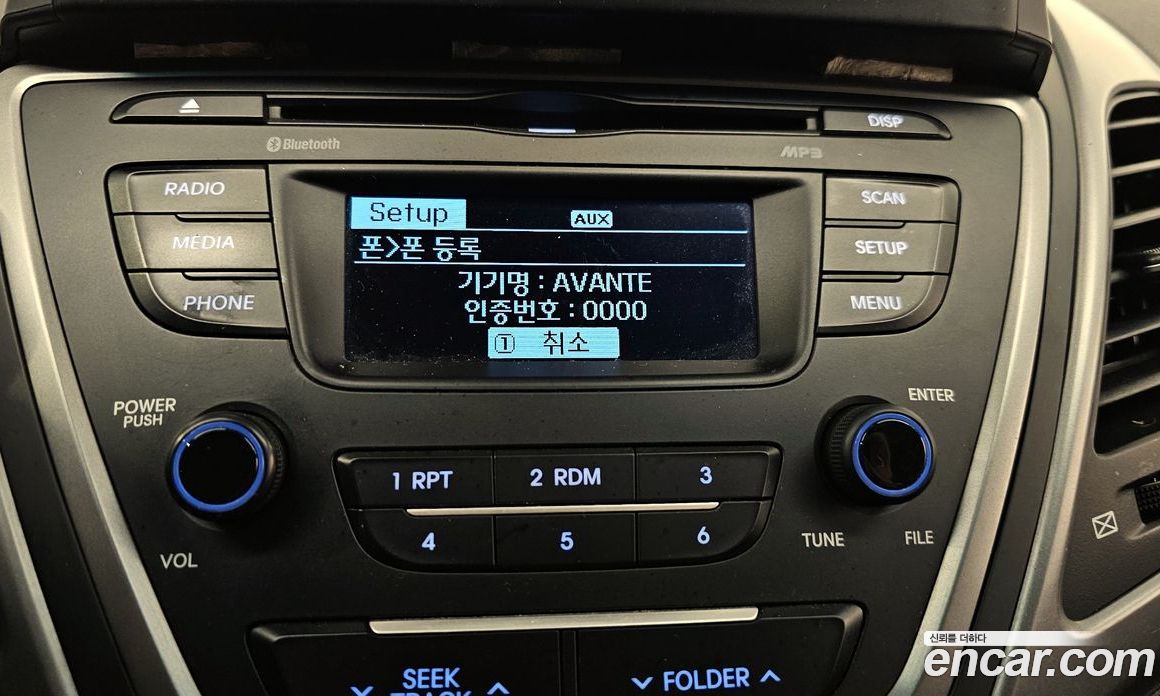 DISP
Bluetooth
MP3
RADIO
MEDIA
PHONE
Setup
AUX
폰>폰 등록
기기명 : AVANTE
인증번호 : 0000
① 취소
SCAN
SETUP
MENU
POWER
PUSH
VOL
ENTER
TUNE
FILE
1 RPT
2 RDM
3
4
5
6
SEEK
TRACK
FOLDER
신뢰를 더하다
encar.com